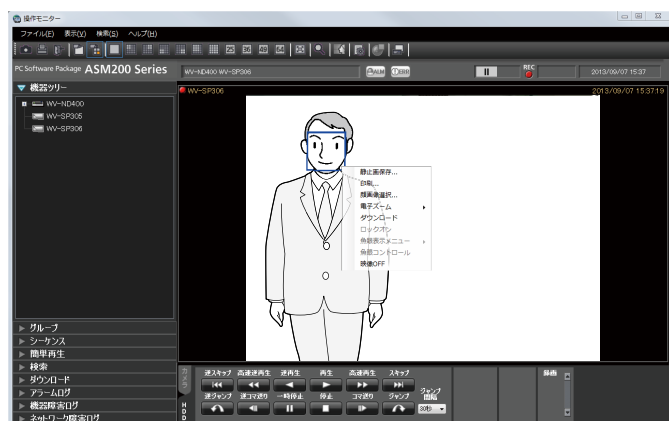 操作モニター
ファイル(F) 表示(V) 検索(S) ヘルプ(H)
PC Software Package ASM200 Series
WV-ND400 WV-SP306
ALM
ERR
REC
2013/09/07 15:37
▼ 機器ツリー
WV-ND400
WV-SP305
WV-SP306
WV-SP306
2013/09/07 15:37:19
静止画保存...
印刷...
顔画像選択...
電子ズーム
ダウンロード
ロックオン
魚眼表示メニュー
魚眼コントロール
映像OFF
グループ
シーケンス
簡単再生
検索
ダウンロード
アラームログ
機器障害ログ
ネットワーク障害ログ
カメラ
HDD
逆スキップ 高速逆再生 逆再生 再生 高速再生 スキップ
逆ジャンプ 逆コマ送り 一時停止 停止 コマ送り ジャンプ
ジャンプ間隔
30秒
録画